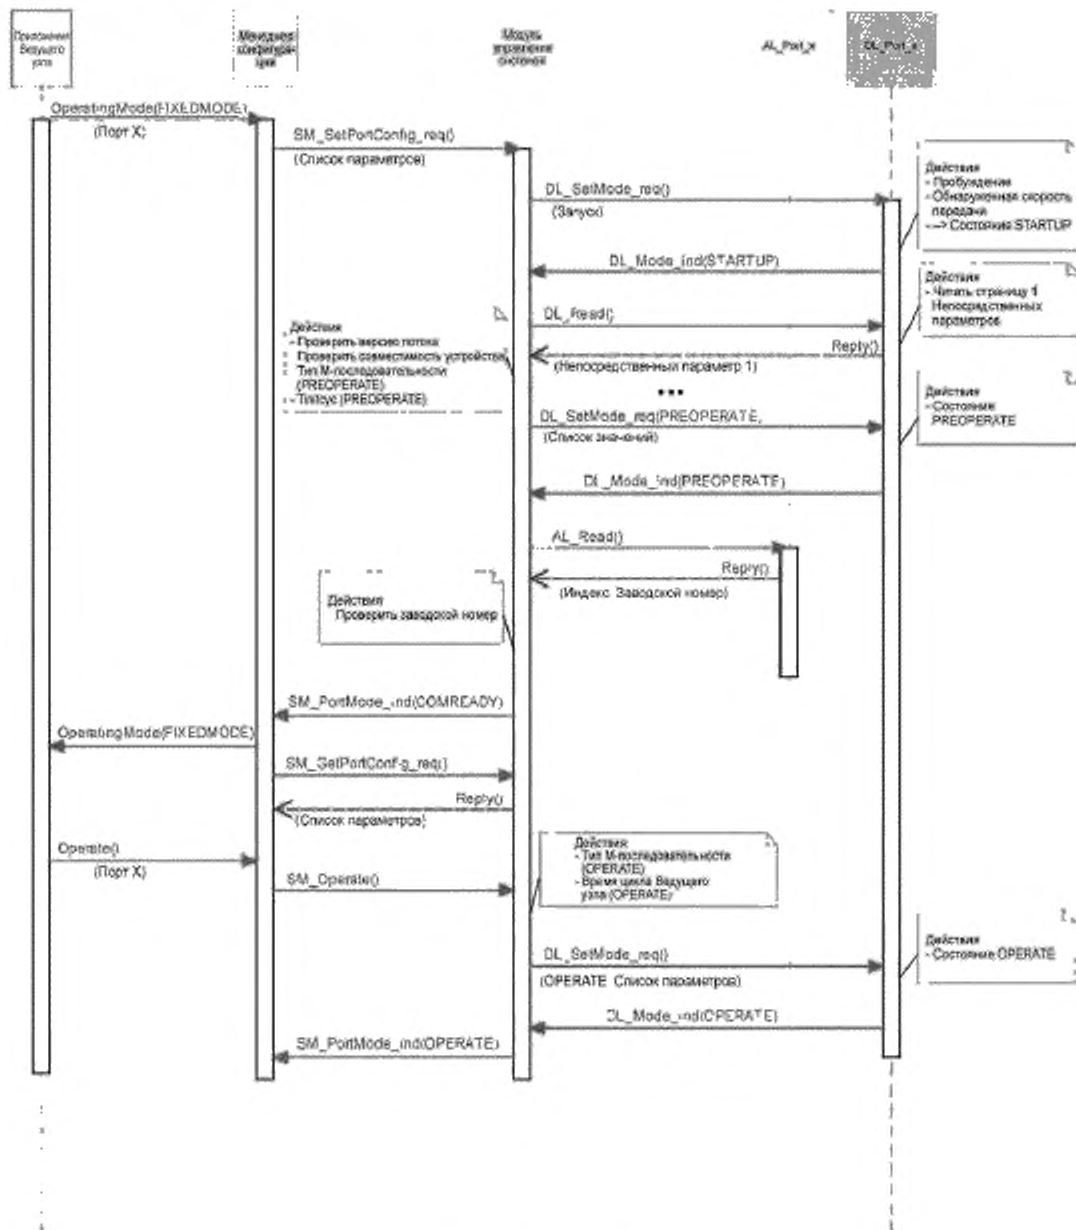 Приложения
Ведущего
узла
Менеджер
конфигура-
ции
Модуль
управления
системой
AL_Port_x
DL_Port_x
OperatingMode(FIXEDMODE)
(Порт X)
SM_SetPortConfig_req()
(Список параметров)
DL_SetMode_req()
(Запуск)
Действия
- Пробуждение
- Обнаруженная скорость
передачи
--> Состояние STARTUP
DL_Mode_ind(STARTUP)
Действия
- Читать страницу 1
Непосредственных
параметров
DL_Read()
Reply()
(Непосредственный параметр 1)
Действия
- Проверить версию потока
Проверить совместимость устройства
Тип М-последовательности
(PREOPERATE)
- (PREOPERATE)
•••
DL_SetMode_req(PREOPERATE,
(Список значений)
Действия
- Состояние
PREOPERATE
DL_Mode_ind(PREOPERATE)
AL_Read()
Reply()
(Индекс Заводской номер)
Действия
Проверить заводской номер
SM_PortMode_ind(COMREADY)
OperatingMode(FIXEDMODE)
SM_GetPortConfig_req()
Reply()
(Список параметров)
Operate()
(Порт X)
SM_Operate()
Действия
- Тип М-последовательности
(OPERATE)
- Время цикла Ведущего
узла (OPERATE)
DL_SetMode_req()
(OPERATE Список параметров)
Действия
- Состояние OPERATE
DL_Mode_ind(OPERATE)
SM_PortMode_ind(OPERATE)